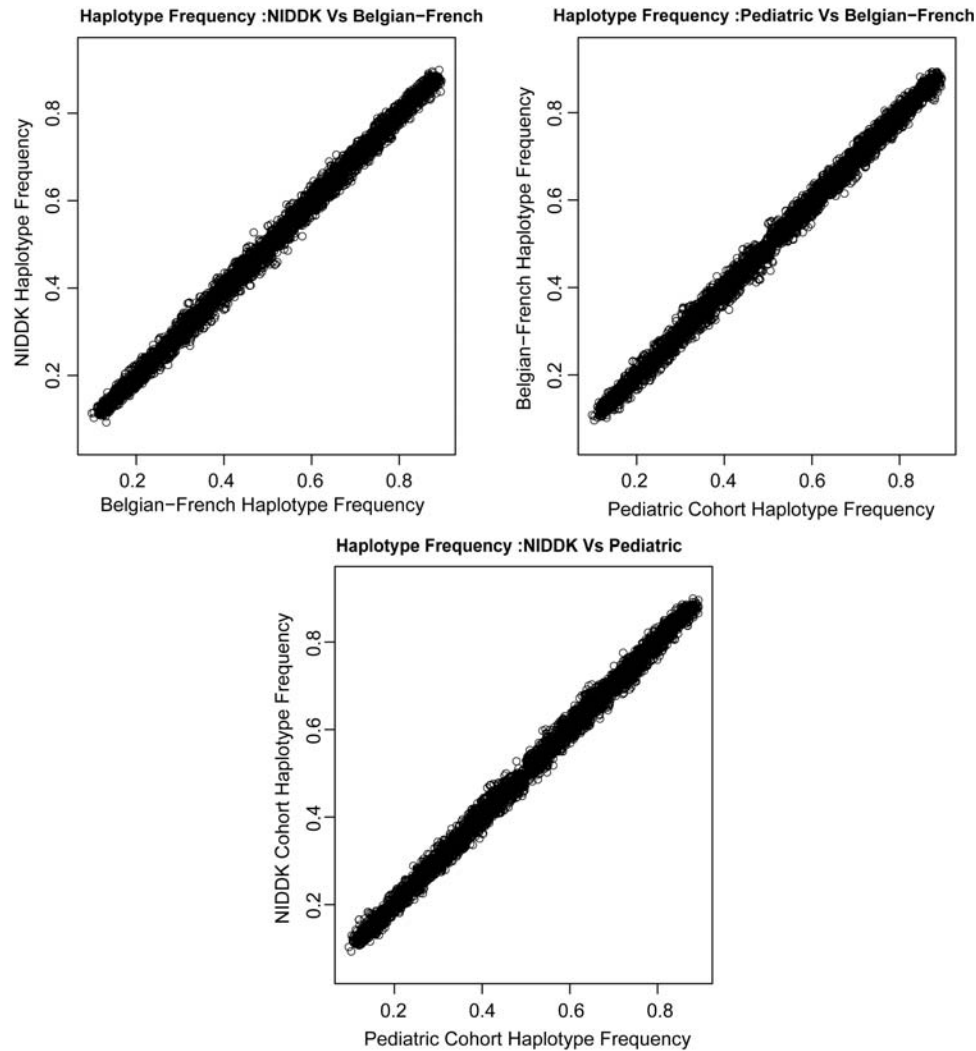 Haplotype Frequency :NIDDK Vs Belgian−French
NIDDK Haplotype Frequency
0.8
0.6
0.4
0.2
0.2 0.4 0.6 0.8
Belgian−French Haplotype Frequency
Haplotype Frequency :Pediatric Vs Belgian−French
Belgian−French Haplotype Frequency
0.8
0.6
0.4
0.2
0.2 0.4 0.6 0.8
Pediatric Cohort Haplotype Frequency
Haplotype Frequency :NIDDK Vs Pediatric
NIDDK Cohort Haplotype Frequency
0.8
0.6
0.4
0.2
0.2 0.4 0.6 0.8
Pediatric Cohort Haplotype Frequency